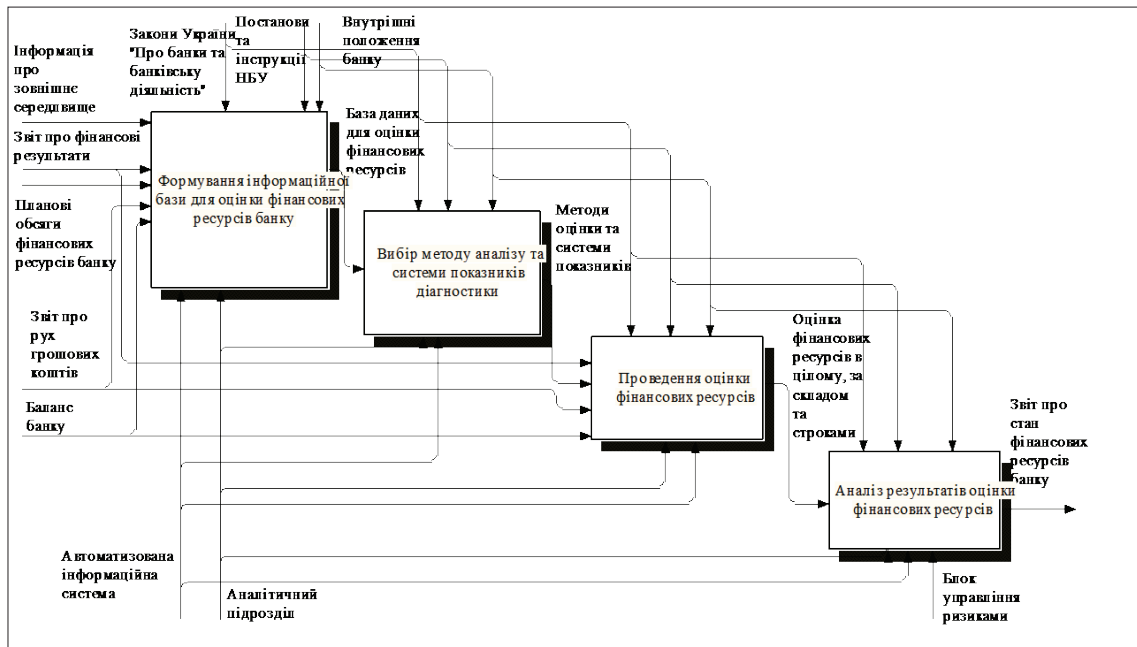 Закони України
"Про банки та
банківську
діяльність"
Постанови
та
інструкції
НБУ
Внутрішні
положення
банку
Інформація
про
зовнішнє
середвище
Звіт про фінансові
результати
Планові
обсяги
фінансових
ресурсів банку
Звіт про
рух
грошових
коштів
Баланс
банку
Формування інформаційної
бази для оцінки фінансових
ресурсів банку
База даних
для оцінки
фінансових
ресурсів
Вибір методу аналізу та
системи показників
діагностики
Методи
оцінки та
системи
показників
Проведення оцінки
фінансових ресурсів
Оцінка
фінансових
ресурсів в
цілому, за
складом
та
строками
Аналіз результатів оцінки
фінансових ресурсів
Звіт про
стан
фінансових
ресурсів
банку
Автоматизована
інформаційна
система
Аналітичний
підрозділ
Блок
управління
ризиками